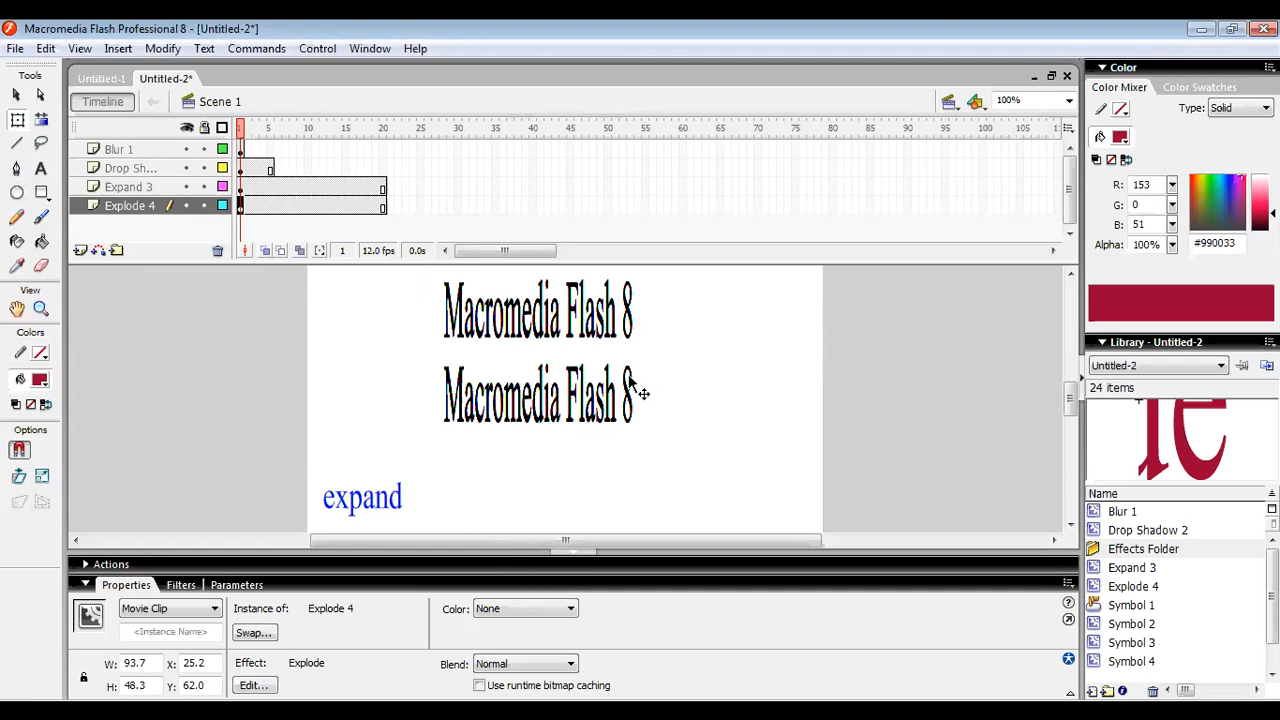 Macromedia Flash Professional 8 - [Untitled-2*]
File Edit View Insert Modify Text Commands Control Window Help
Tools
Untitled-1 Untitled-2*
Timeline Scene 1 100%
1 5 10 15 20 25 30 35 40 45 50 55 60 65 70 75 80 85 90 95 100 105 11
Blur 1
Drop Sh...
Expand 3
Explode 4
1 12.0 fps 0.0s
View
Colors
Options
Macromedia Flash 8
Macromedia Flash 8
expand
Actions
Properties Filters Parameters
Movie Clip Instance of: Explode 4 Color: None
<Instance Name> Swap...
W: 93.7 X: 25.2 Effect: Explode Blend: Normal
H: 48.3 Y: 62.0 Edit... Use runtime bitmap caching
Color
Color Mixer Color Swatches
Type: Solid
R: 153
G: 0
B: 51
Alpha: 100% #990033
Library - Untitled-2
Untitled-2
24 items
Name
Blur 1
Drop Shadow 2
Effects Folder
Expand 3
Explode 4
Symbol 1
Symbol 2
Symbol 3
Symbol 4